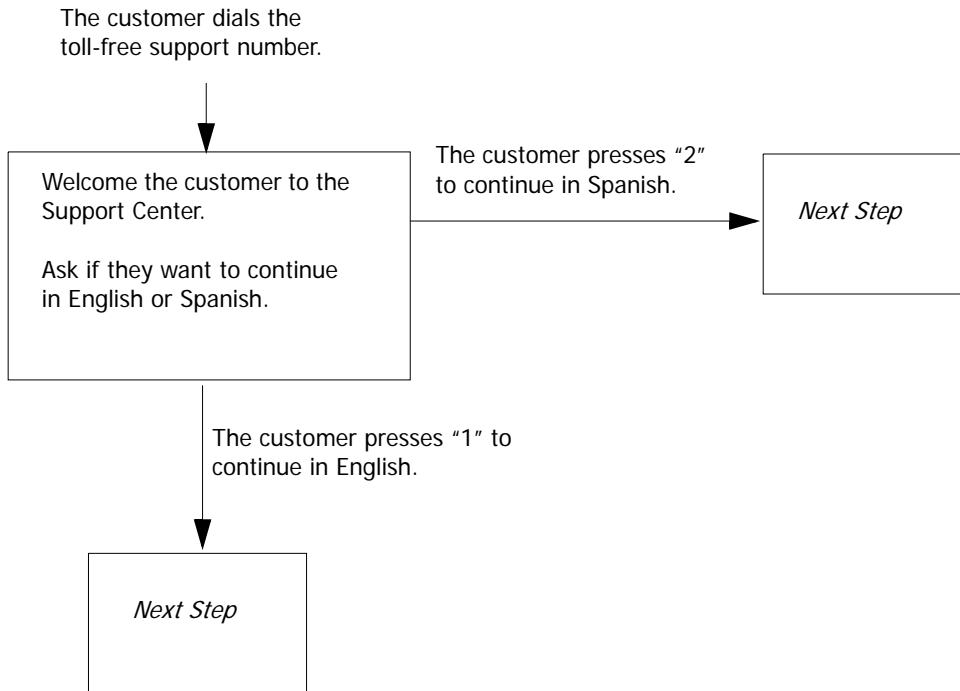 The customer dials the
toll-free support number.
Welcome the customer to the
Support Center.
Ask if they want to continue
in English or Spanish.
The customer presses “2”
to continue in Spanish.
Next Step
The customer presses “1” to
continue in English.
Next Step